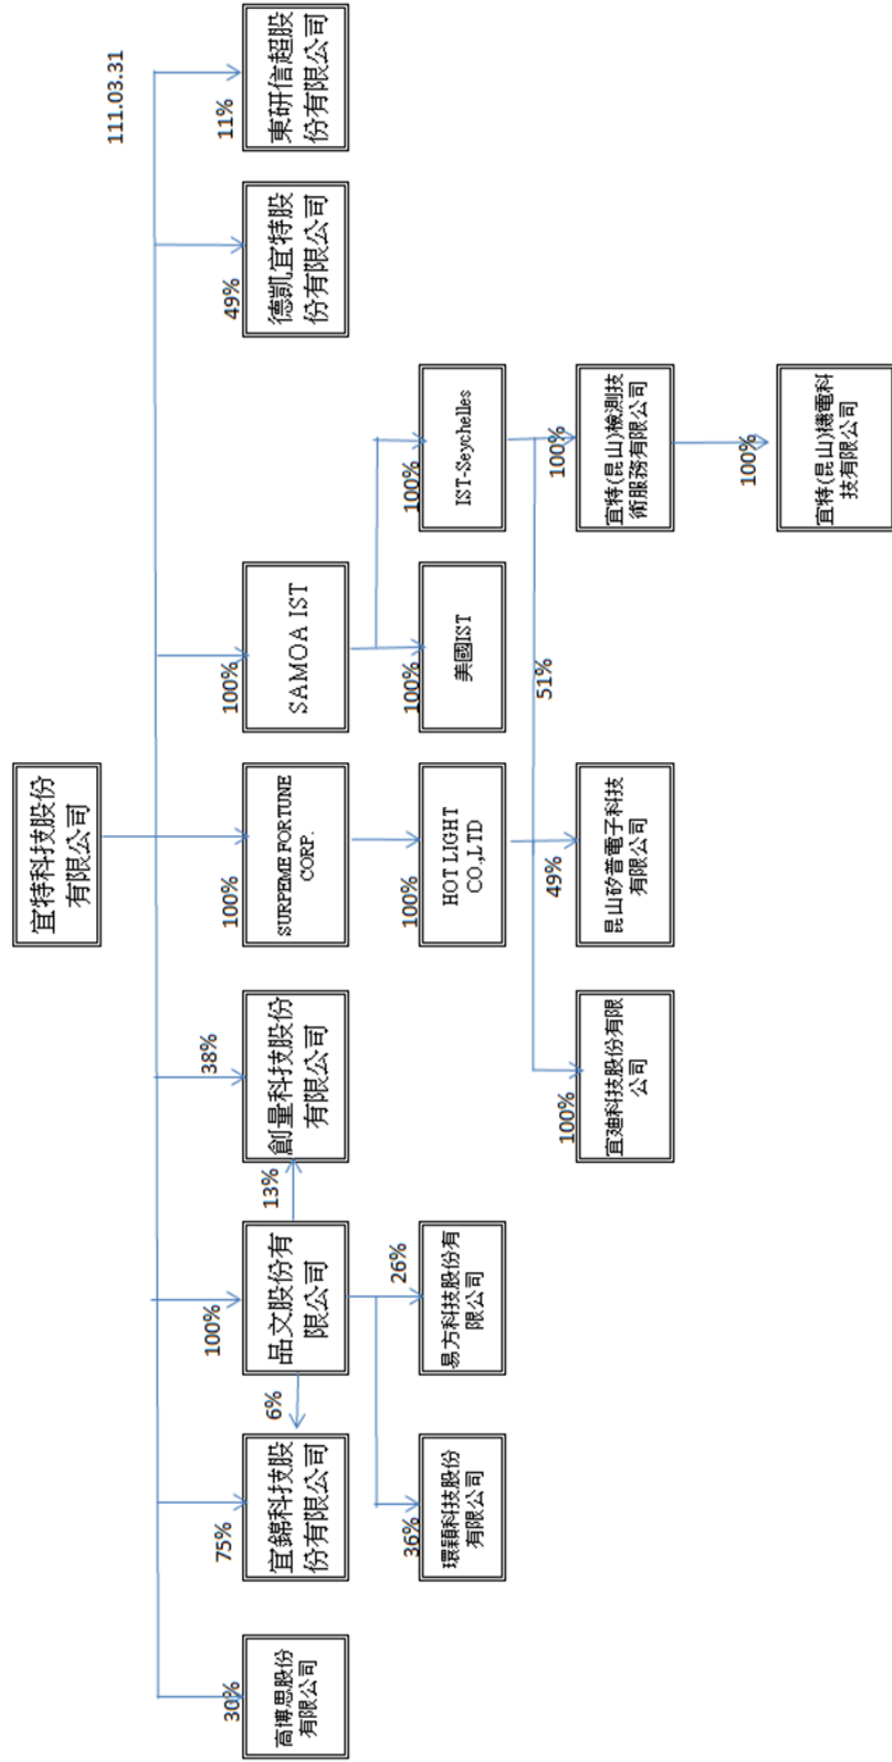 111.03.31
宜特科技股份
有限公司
30%
75%
100%
38%
100%
100%
49%
11%
高博思股份
有限公司
宜錦科技股
份有限公司
6%
品文股份有
限公司
13%
創量科技股份
有限公司
SURPEME FORTUNE
CORP.
SAMOA IST
德凱宜特股
份有限公司
東研信超股
份有限公司
36%
26%
100%
100%
100%
環穎科技股份
有限公司
易方科技股份有
限公司
HOT LIGHT
CO.,LTD
美國IST
IST-Seychelles
100%
49%
51%
100%
宜迪科技股份有限
公司
昆山矽普電子科技
有限公司
宜特(昆山)檢測技
術服務有限公司
100%
宜特(昆山)機電科
技有限公司